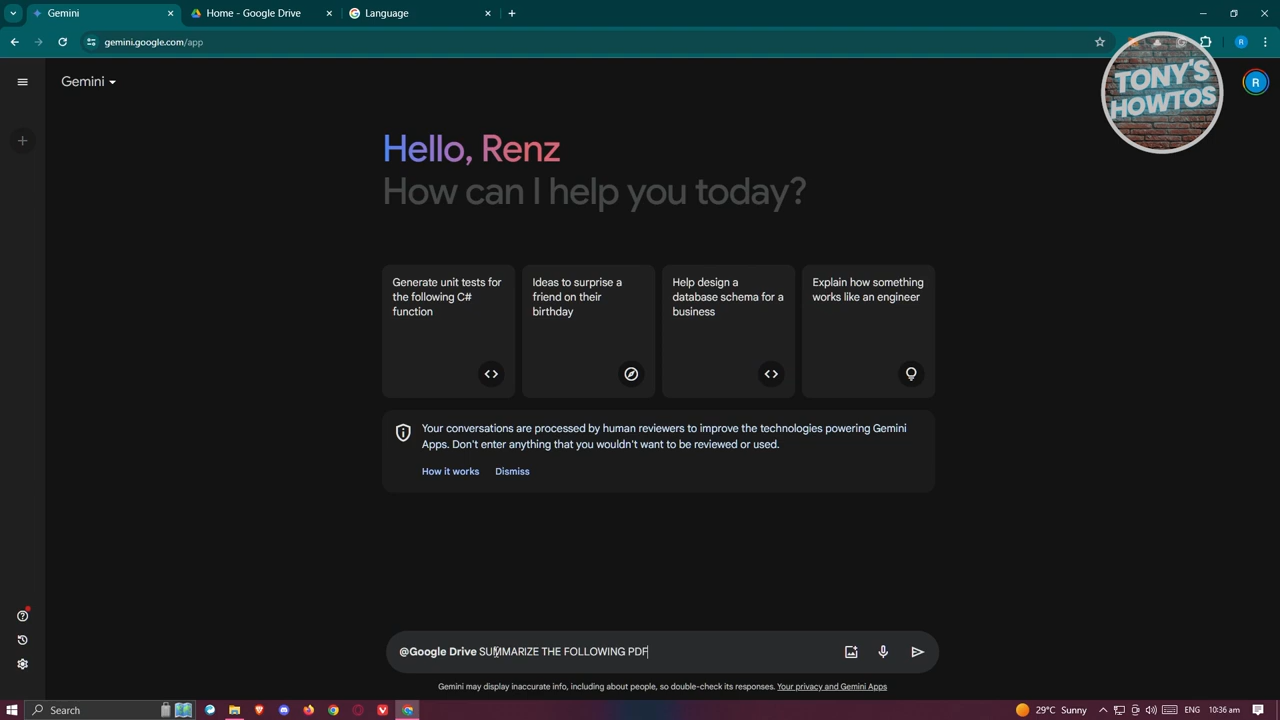 Gemini
Home - Google Drive
Language
gemini.google.com/app
R
TONY'S
HOWTOS
Gemini
R
Hello, Renz
How can I help you today?
Generate unit tests for
the following C#
function
Ideas to surprise a
friend on their
birthday
Help design a
database schema for a
business
Explain how something
works like an engineer
Your conversations are processed by human reviewers to improve the technologies powering Gemini
Apps. Don't enter anything that you wouldn't want to be reviewed or used.
How it works Dismiss
@Google Drive SUMMARIZE THE FOLLOWING PDF
Gemini may display inaccurate info, including about people, so double-check its responses. Your privacy and Gemini Apps
Search
29°C Sunny
ENG
10:36 am